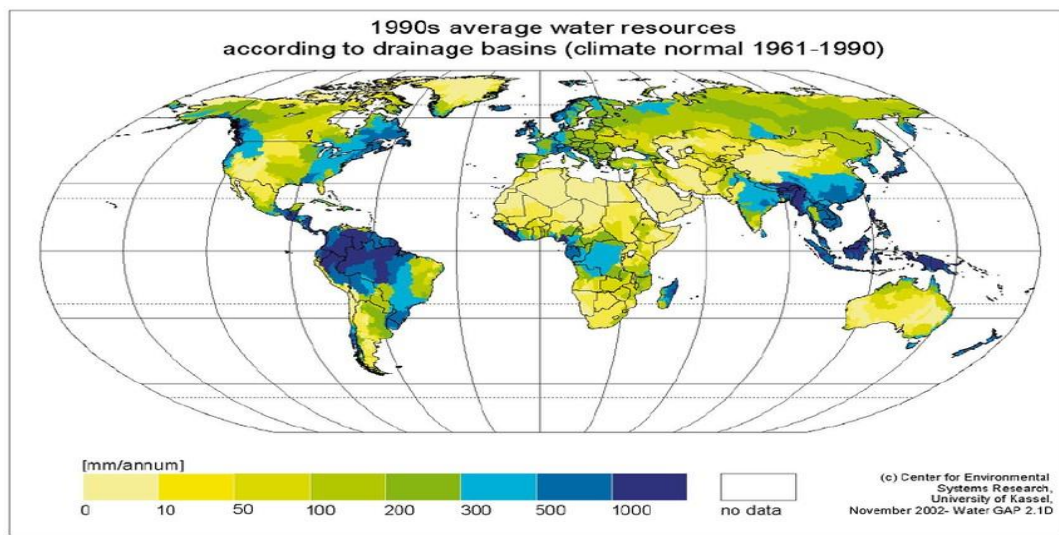 1990s average water resources
according to drainage basins (climate normal 1961-1990)
[mm/annum]
0 10 50 100 200 300 500 1000 no data
(c) Center for Environmental
Systems Research,
University of Kassel,
November 2002- Water GAP 2.1D